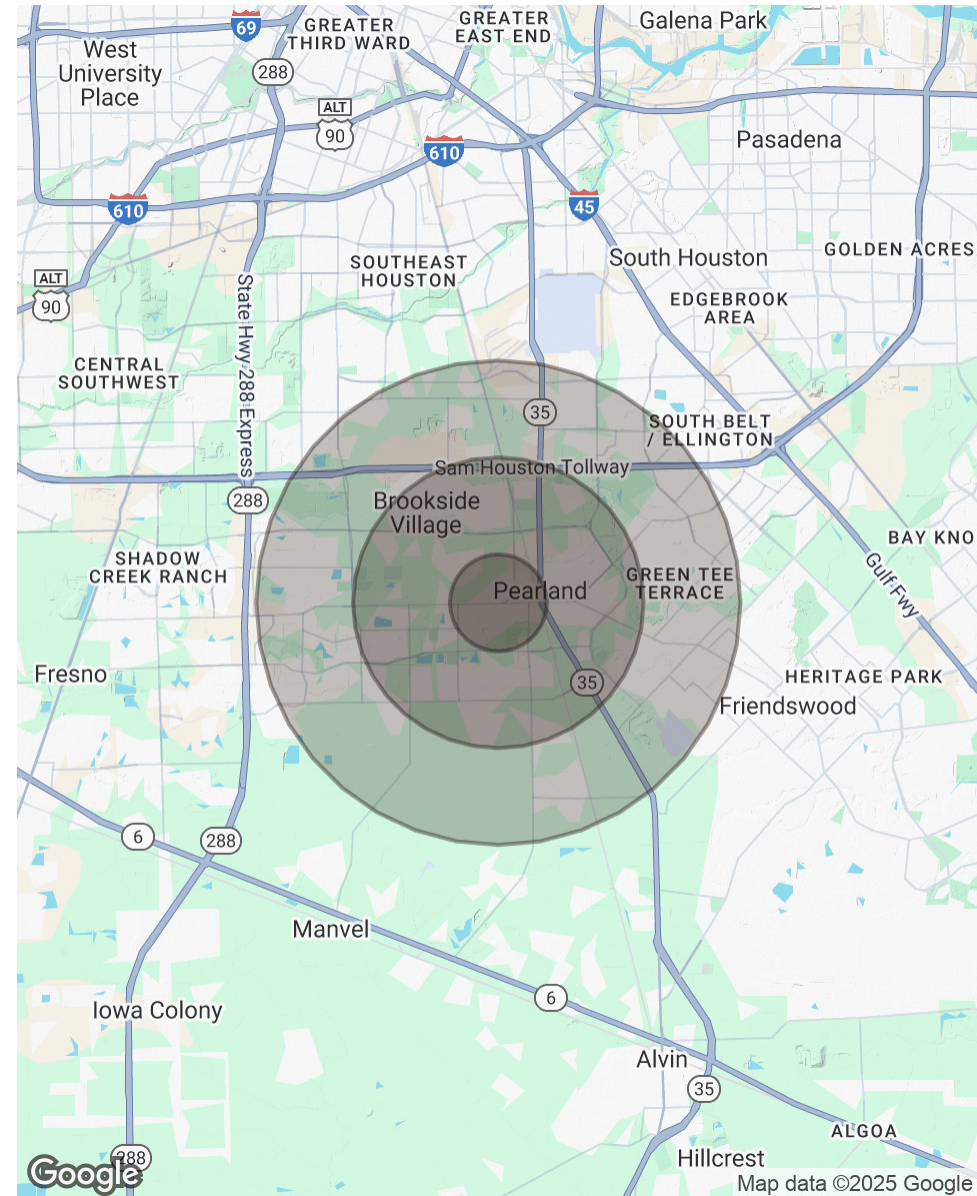 69
GREATER
THIRD WARD
GREATER
EAST END
Galena Park
West
University
Place
288
ALT
90
610
Pasadena
610
45
SOUTHEAST
HOUSTON
South Houston
GOLDEN ACRES
ALT
90
EDGEBROOK
AREA
State Hwy 288 Express
CENTRAL
SOUTHWEST
35
SOUTH BELT
/ ELLINGTON
Sam Houston Tollway
288
Brookside
Village
BAY KNO
SHADOW
CREEK RANCH
Pearland
GREEN TEE
TERRACE
Gulf Fwy
Fresno
35
HERITAGE PARK
Friendswood
6
288
Manvel
6
Iowa Colony
Alvin
35
ALGOA
288
Hillcrest
Google
Map data ©2025 Google